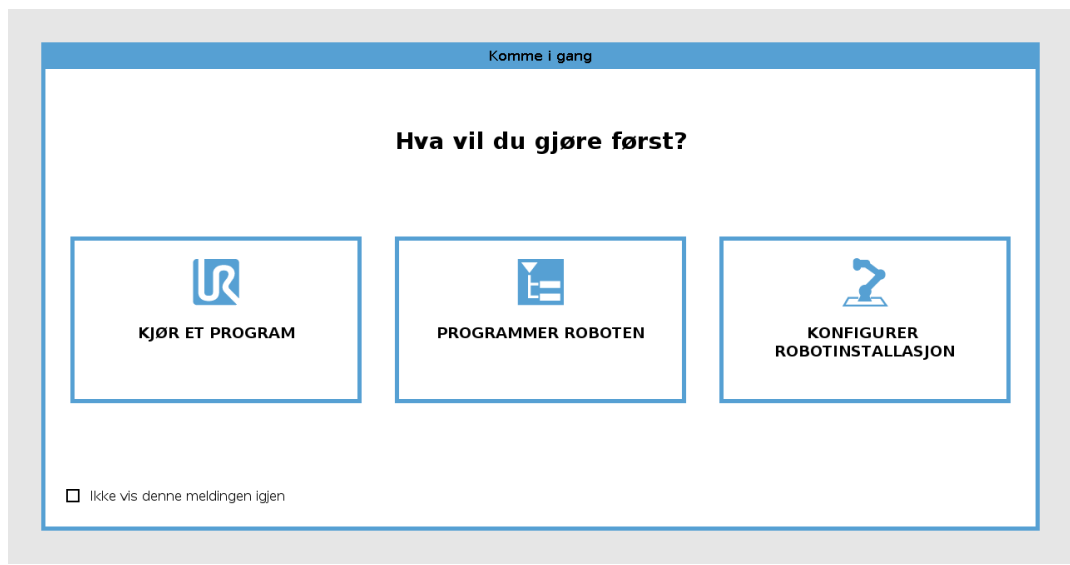 Komme i gang
Hva vil du gjøre først?
KJØR ET PROGRAM
PROGRAMMER ROBOTEN
KONFIGURER
ROBOTINSTALLASJON
Ikke vis denne meldingen igjen